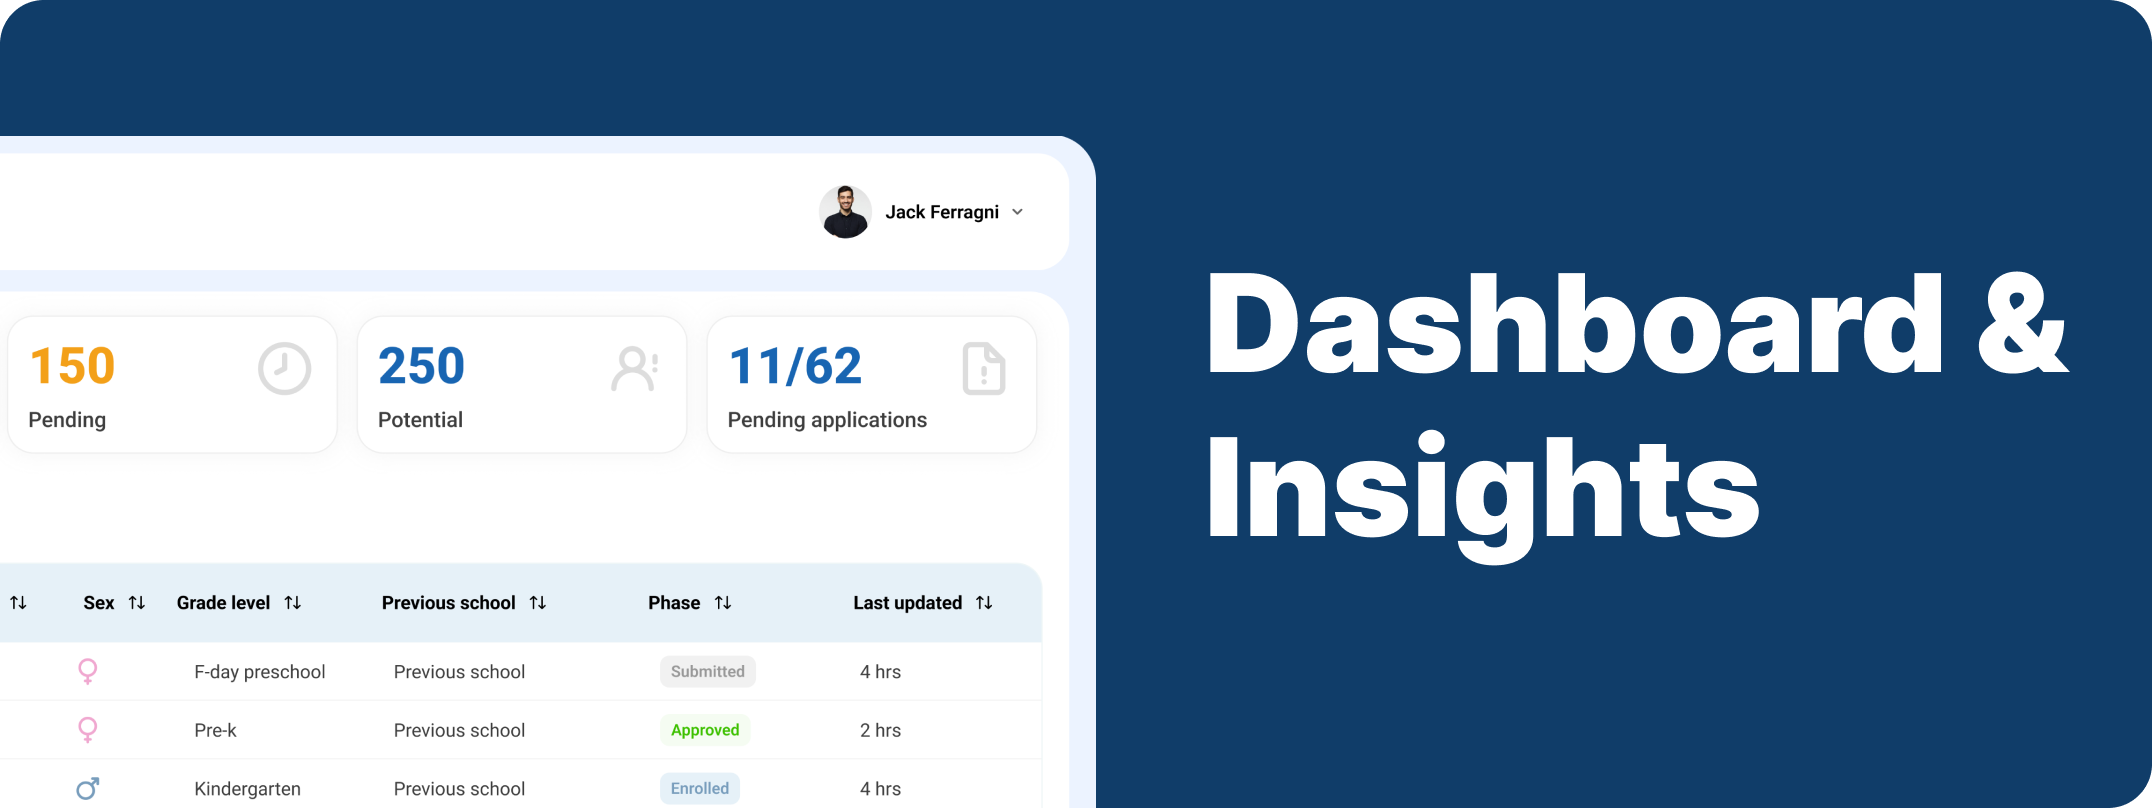 Jack Ferragni
150
Pending
250
Potential
11/62
Pending applications
Sex Grade level Previous school Phase Last updated
F-day preschool Previous school Submitted 4 hrs
Pre-k Previous school Approved 2 hrs
Kindergarten Previous school Enrolled 4 hrs
Dashboard &
Insights